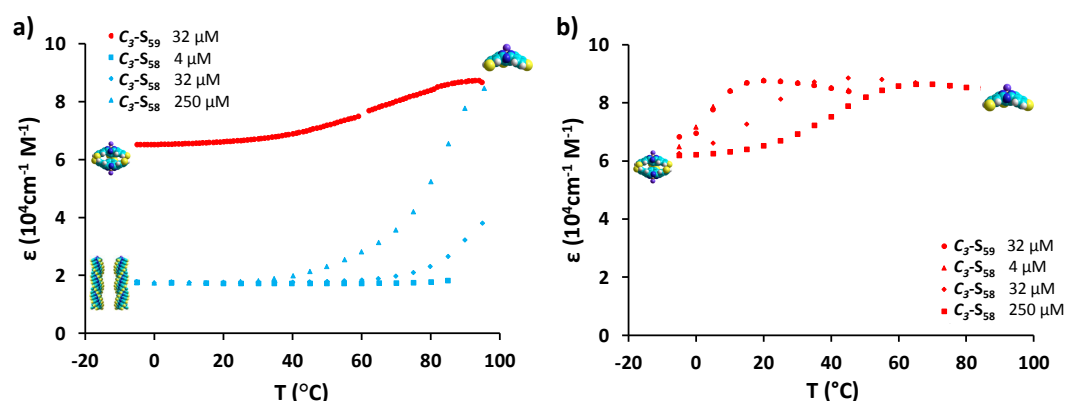 a)
C₃-S₅₉ 32 µM
C₃-S₅₈ 4 µM
C₃-S₅₈ 32 µM
C₃-S₅₈ 250 µM
ε (10⁴cm⁻¹ M⁻¹)
10
8
6
4
2
0
-20 0 20 40 60 80 100
T (°C)
b)
ε (10⁴cm⁻¹ M⁻¹)
10
8
6
4
2
0
C₃-S₅₉ 32 µM
C₃-S₅₈ 4 µM
C₃-S₅₈ 32 µM
C₃-S₅₈ 250 µM
-20 0 20 40 60 80 100
T (°C)